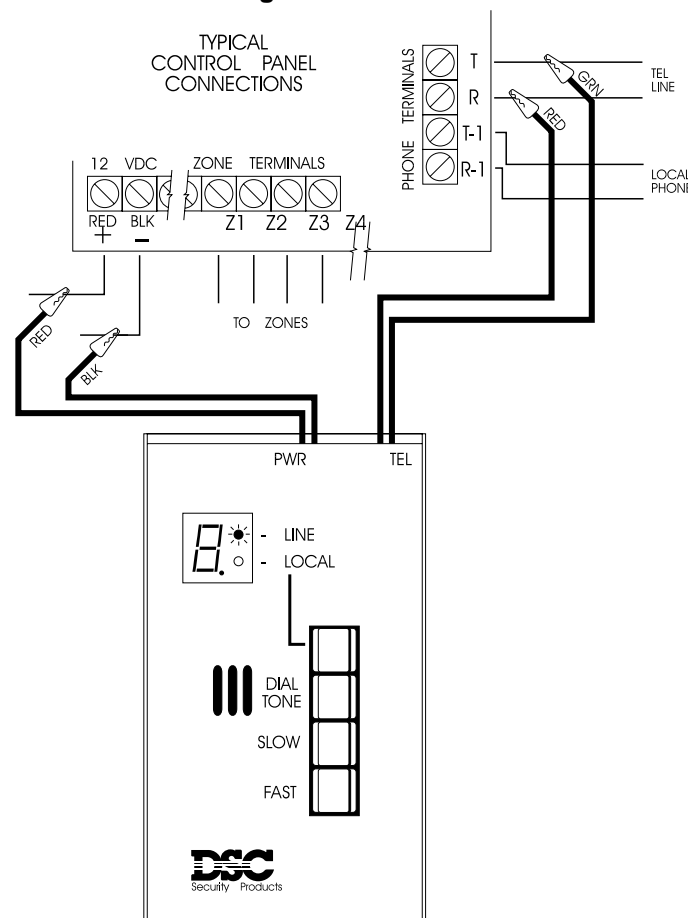 TYPICAL
CONTROL PANEL
CONNECTIONS
PHONE TERMINALS
T
R
T-1
R-1
GRN
RED
TEL
LINE
LOCAL
PHONE
12 VDC ZONE TERMINALS
RED BLK Z1 Z2 Z3 Z4
+ -
TO ZONES
RED
BLK
PWR TEL
8. - LINE
- LOCAL
DIAL
TONE
SLOW
FAST
DSC
Security Products